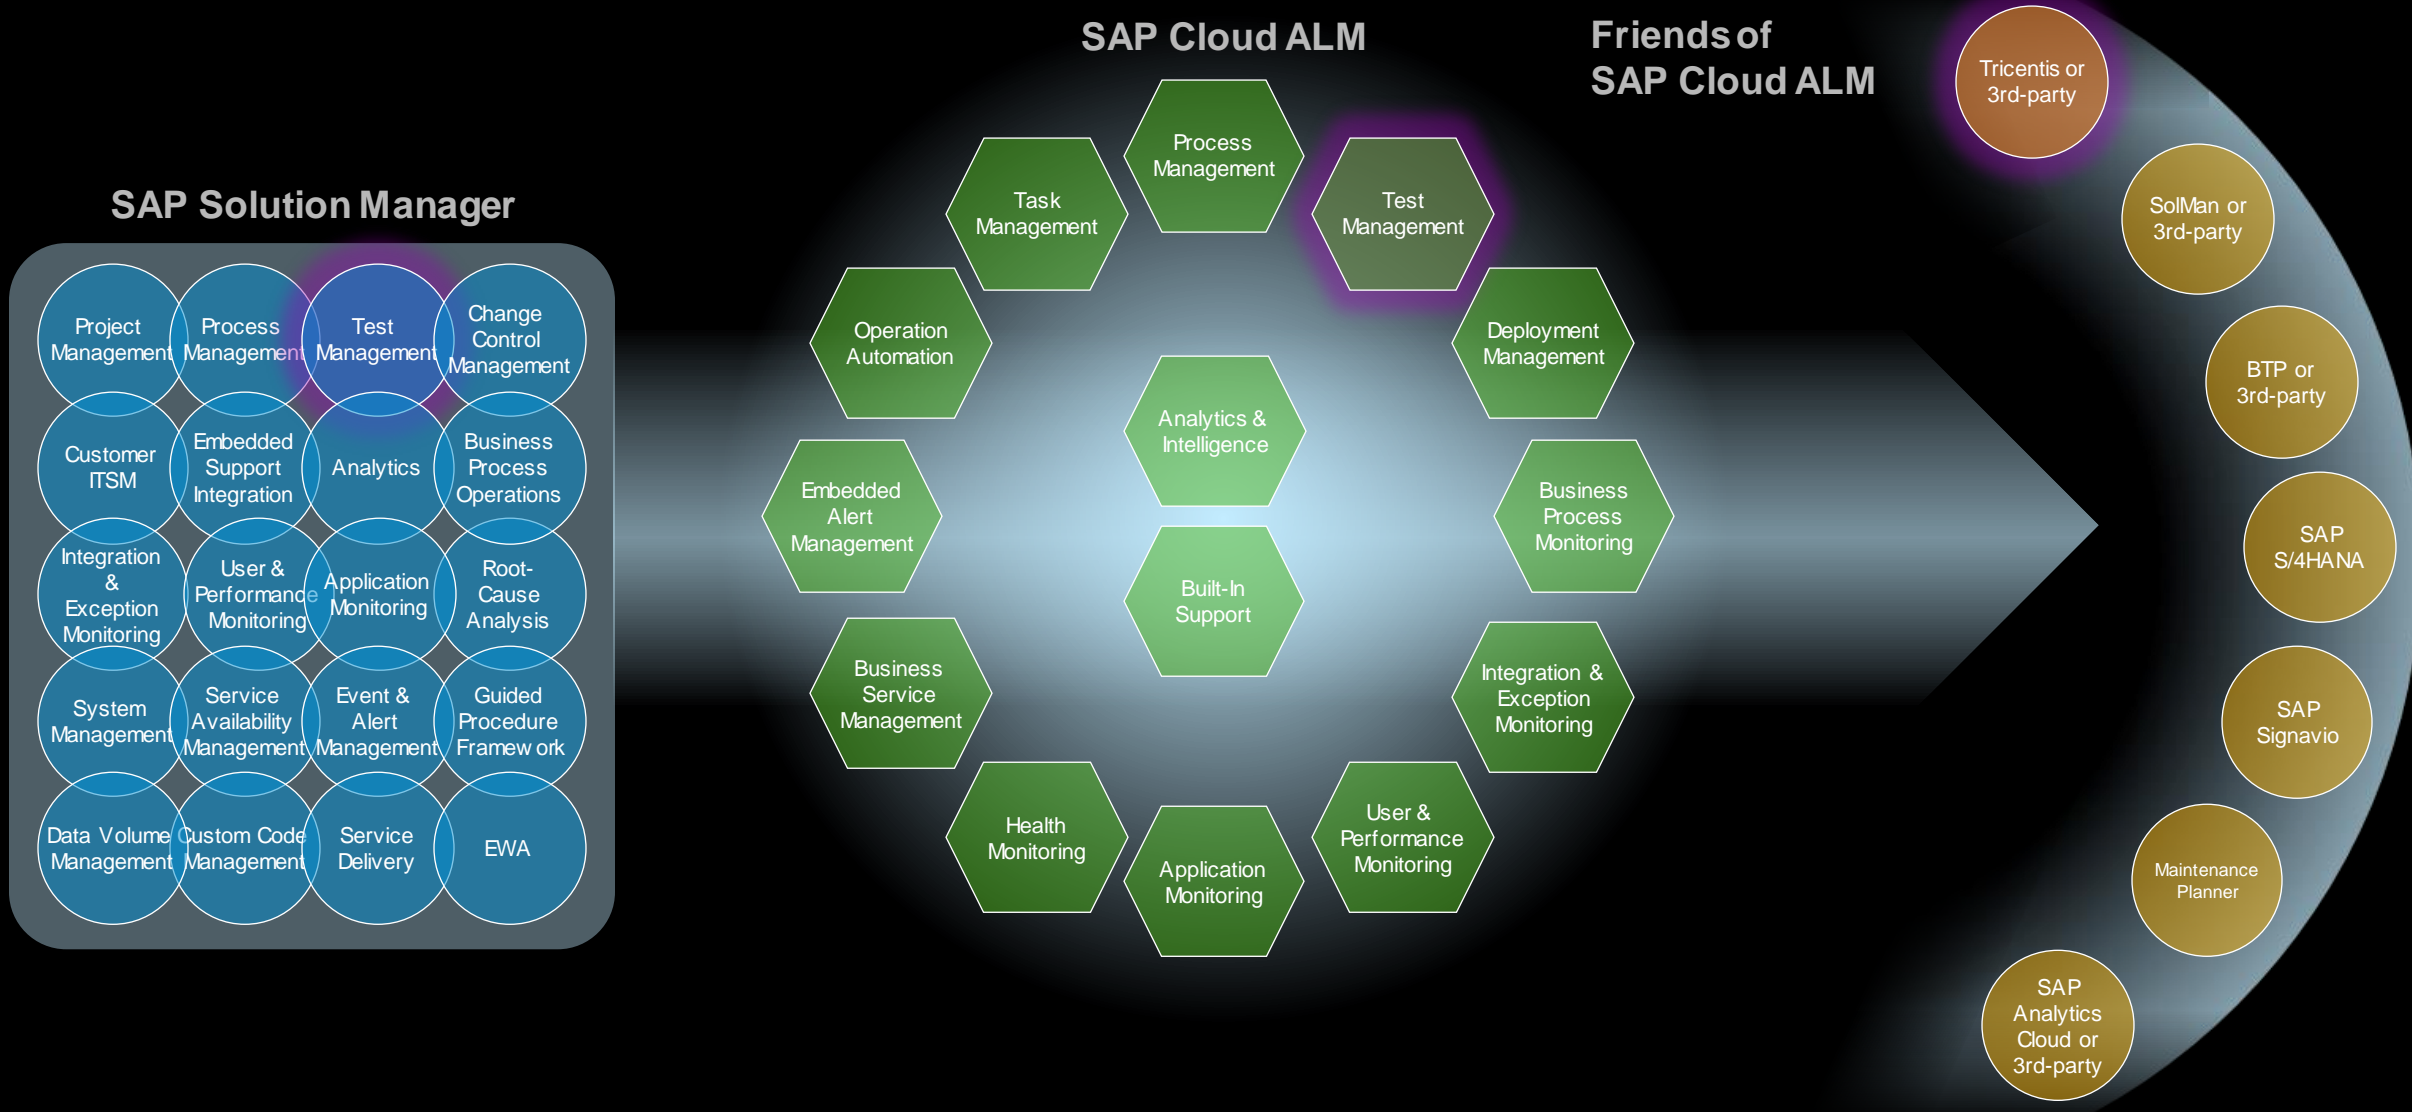 SAP Solution Manager
Project
Management
Process
Management
Test
Management
Change
Control
Management
Customer
ITSM
Embedded
Support
Integration
Analytics
Business
Process
Operations
Integration
&
Exception
Monitoring
User &
Performance
Monitoring
Application
Monitoring
Root-
Cause
Analysis
System
Management
Service
Availability
Management
Event &
Alert
Management
Guided
Procedure
Framework
Data Volume
Management
Custom Code
Management
Service
Delivery
EWA
SAP Cloud ALM
Process
Management
Task
Management
Test
Management
Operation
Automation
Deployment
Management
Analytics &
Intelligence
Embedded
Alert
Management
Business
Process
Monitoring
Built-In
Support
Business
Service
Management
Integration &
Exception
Monitoring
Health
Monitoring
Application
Monitoring
User &
Performance
Monitoring
Friends of
SAP Cloud ALM
Tricentis or
3rd-party
SolMan or
3rd-party
BTP or
3rd-party
SAP
S/4HANA
SAP
Signavio
Maintenance
Planner
SAP
Analytics
Cloud or
3rd-party